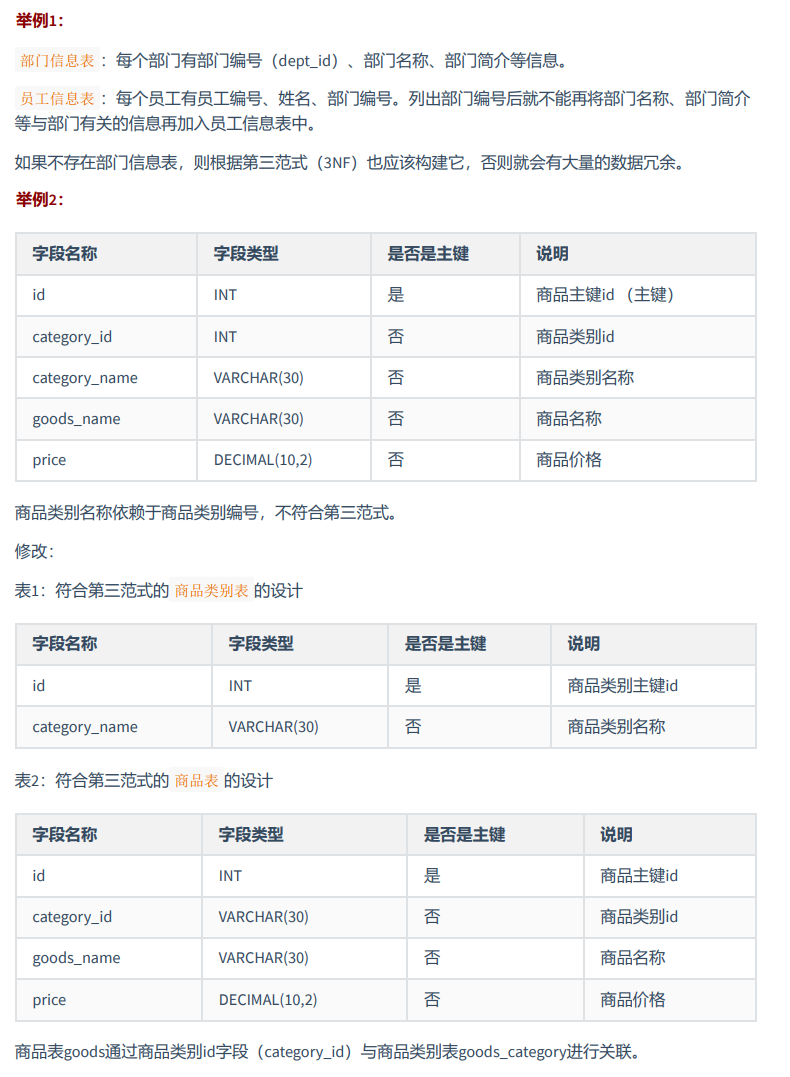 举例1：
部门信息表 ：每个部门有部门编号（dept_id）、部门名称、部门简介等信息。
员工信息表 ：每个员工有员工编号、姓名、部门编号。列出部门编号后就不能再将部门名称、部门简介
等与部门有关的信息再加入员工信息表中。
如果不存在部门信息表，则根据第三范式（3NF）也应该构建它，否则就会有大量的数据冗余。
举例2：
字段名称 字段类型 是否是主键 说明
id INT 是 商品主键id （主键）
category_id INT 否 商品类别id
category_name VARCHAR(30) 否 商品类别名称
goods_name VARCHAR(30) 否 商品名称
price DECIMAL(10,2) 否 商品价格
商品类别名称依赖于商品类别编号，不符合第三范式。
修改：
表1：符合第三范式的 商品类别表 的设计
字段名称 字段类型 是否是主键 说明
id INT 是 商品类别主键id
category_name VARCHAR(30) 否 商品类别名称
表2：符合第三范式的 商品表 的设计
字段名称 字段类型 是否是主键 说明
id INT 是 商品主键id
category_id VARCHAR(30) 否 商品类别id
goods_name VARCHAR(30) 否 商品名称
price DECIMAL(10,2) 否 商品价格
商品表goods通过商品类别id字段（category_id）与商品类别表goods_category进行关联。